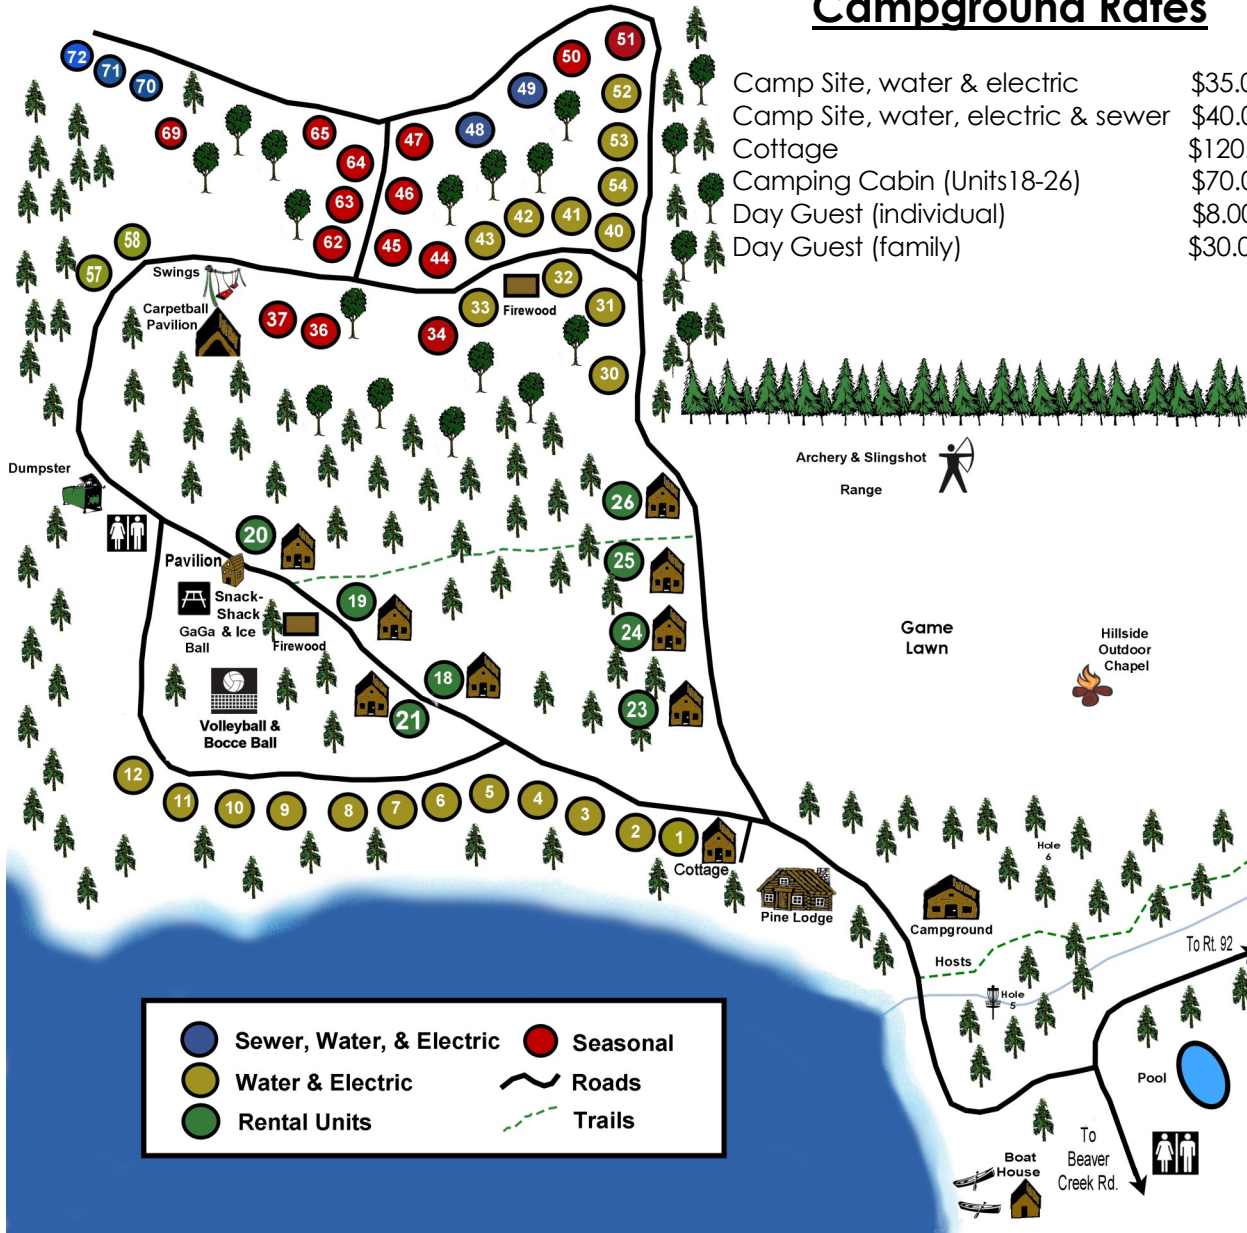 Campground Rates
Camp Site, water & electric $35.0
Camp Site, water, electric & sewer $40.0
Cottage $120.
Camping Cabin (Units18-26) $70.0
Day Guest (individual) $8.00
Day Guest (family) $30.0
72
71
70
69
65
64
63
62
47
46
45
44
48
49
50
51
52
53
54
40
41
42
43
58
57
Swings
Carpetball
Pavilion
37
36
34
33
Firewood
32
31
30
Dumpster
Archery & Slingshot
Range
26
25
24
23
20
Pavilion
Snack-
Shack
& Ice
GaGa
Ball
Firewood
19
18
21
Volleyball &
Bocce Ball
Game
Lawn
Hillside
Outdoor
Chapel
12
11
10
9
8
7
6
5
4
3
2
1
Cottage
Pine Lodge
Campground
Hosts
Hole
6
Hole
5
To Rt. 92
Pool
To
Beaver
Creek Rd.
Boat
House
Sewer, Water, & Electric
Seasonal
Water & Electric
Roads
Rental Units
Trails